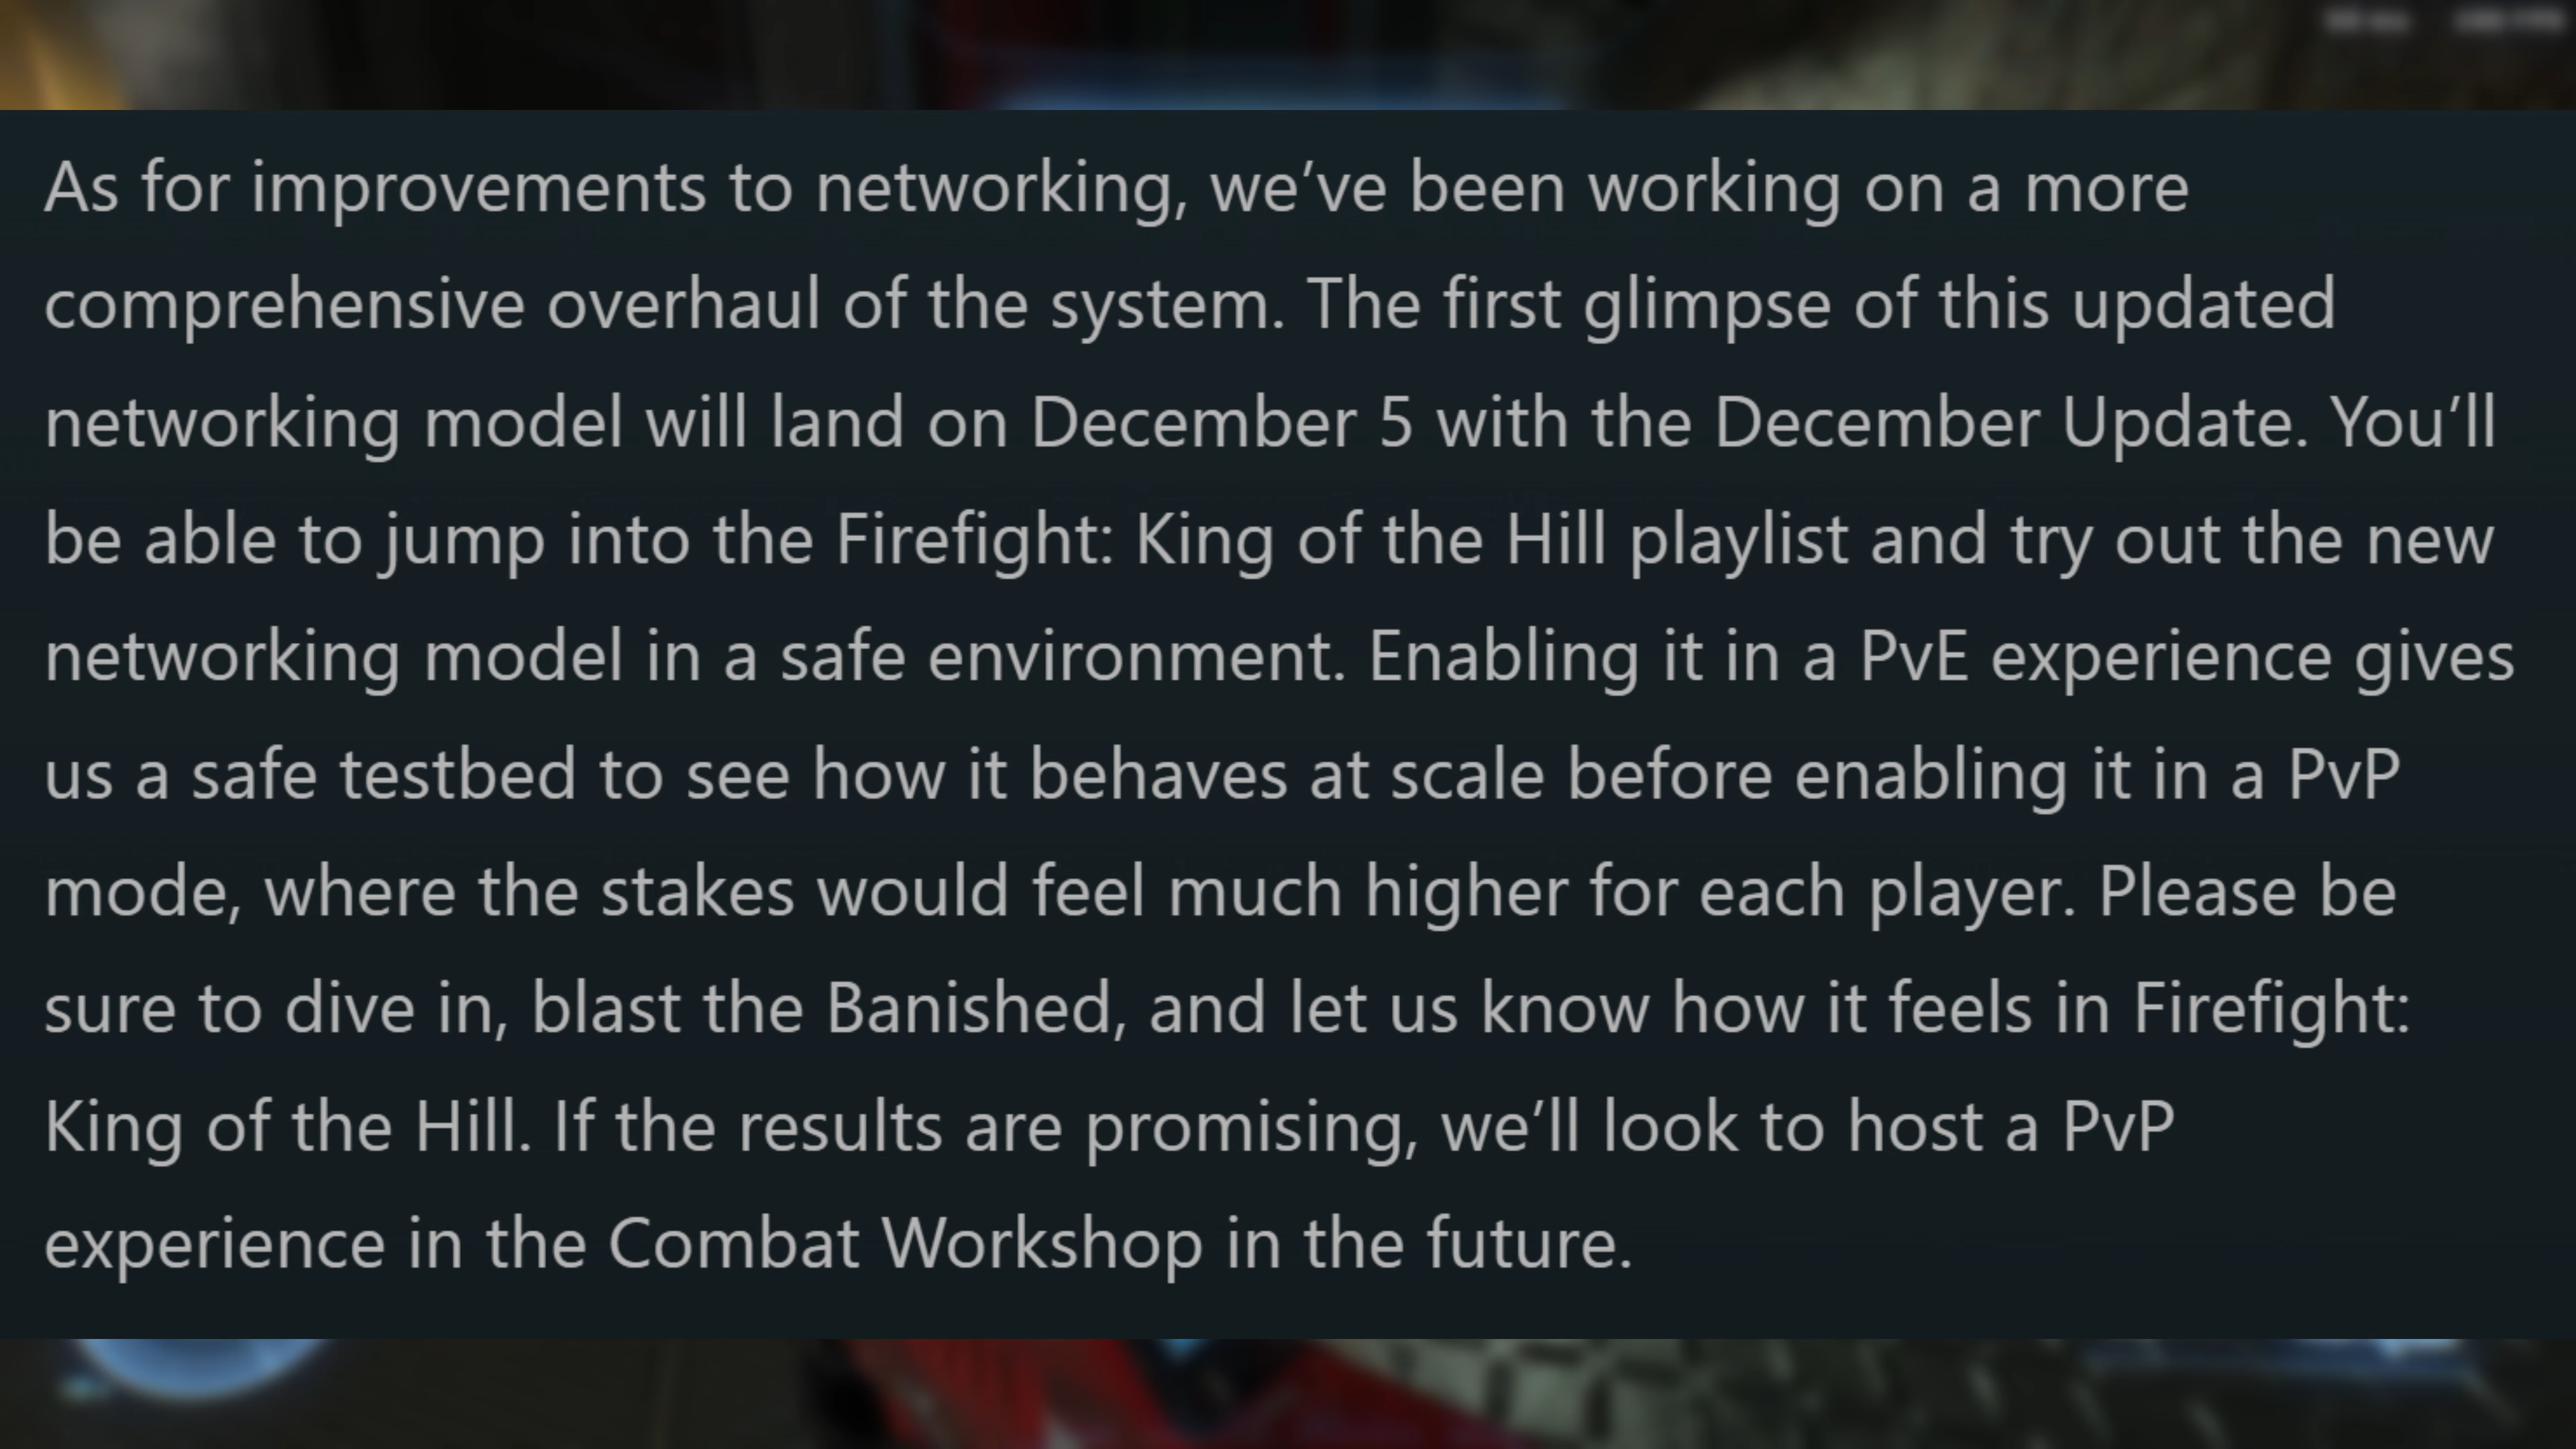 As for improvements to networking, we’ve been working on a more
comprehensive overhaul of the system. The first glimpse of this updated
networking model will land on December 5 with the December Update. You’ll
be able to jump into the Firefight: King of the Hill playlist and try out the new
networking model in a safe environment. Enabling it in a PvE experience gives
us a safe testbed to see how it behaves at scale before enabling it in a PvP
mode, where the stakes would feel much higher for each player. Please be
sure to dive in, blast the Banished, and let us know how it feels in Firefight:
King of the Hill. If the results are promising, we’ll look to host a PvP
experience in the Combat Workshop in the future.